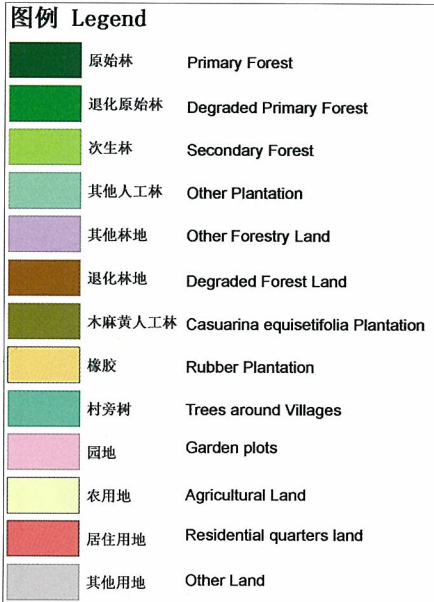 图例 Legend
原始林 Primary Forest
退化原始林 Degraded Primary Forest
次生林 Secondary Forest
其他人工林 Other Plantation
其他林地 Other Forestry Land
退化林地 Degraded Forest Land
木麻黄人工林 Casuarina equisetifolia Plantation
橡胶 Rubber Plantation
村旁树 Trees around Villages
园地 Garden plots
农用地 Agricultural Land
居住用地 Residential quarters land
其他用地 Other Land